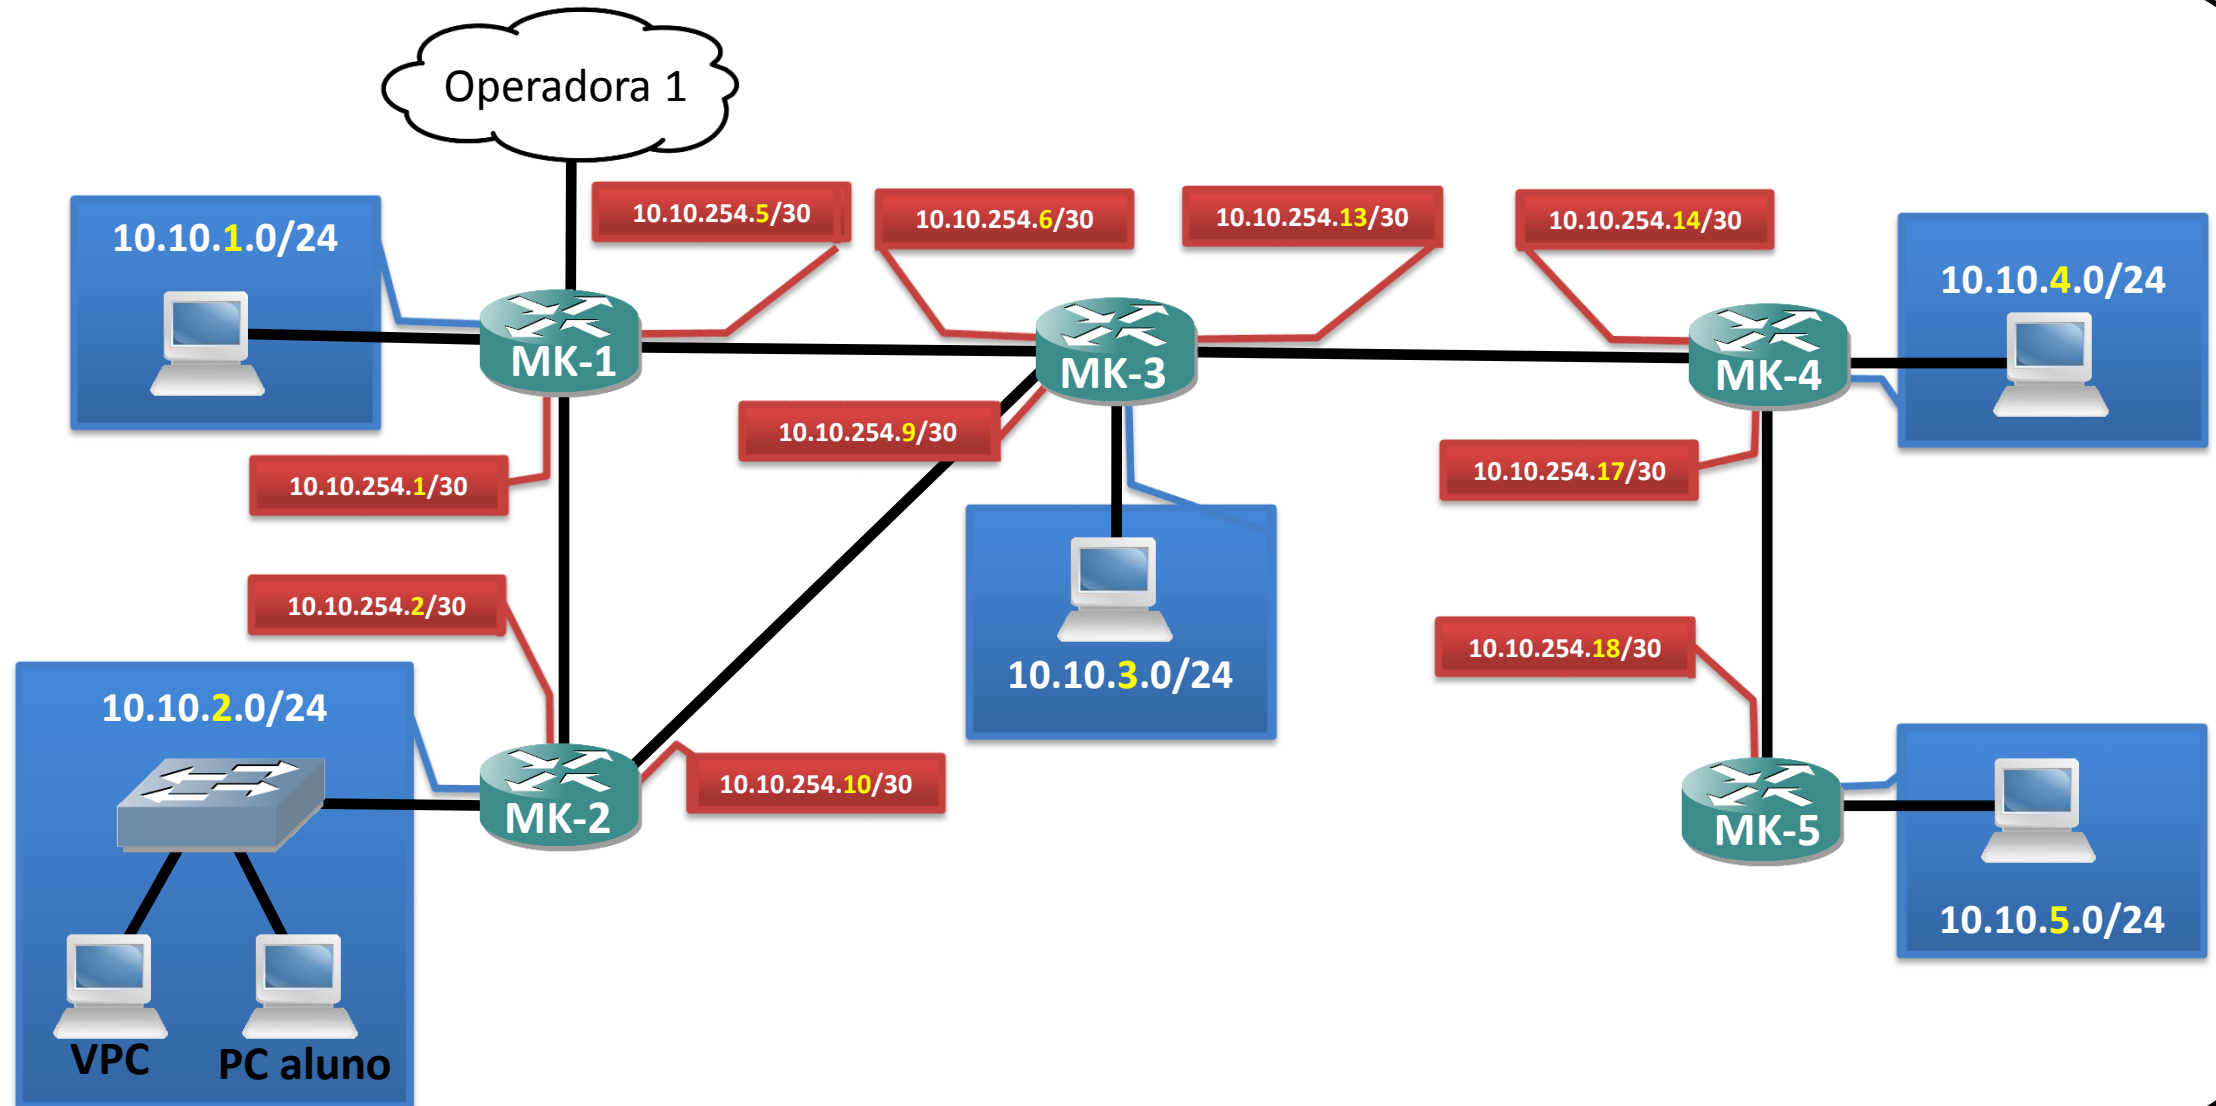 Operadora 1
10.10.254.5/30
10.10.254.6/30
10.10.254.13/30
10.10.254.14/30
10.10.1.0/24
10.10.4.0/24
MK-1
MK-3
MK-4
10.10.254.9/30
10.10.254.1/30
10.10.254.17/30
10.10.254.2/30
10.10.254.18/30
10.10.3.0/24
10.10.2.0/24
10.10.254.10/30
MK-2
MK-5
10.10.5.0/24
VPC
PC aluno